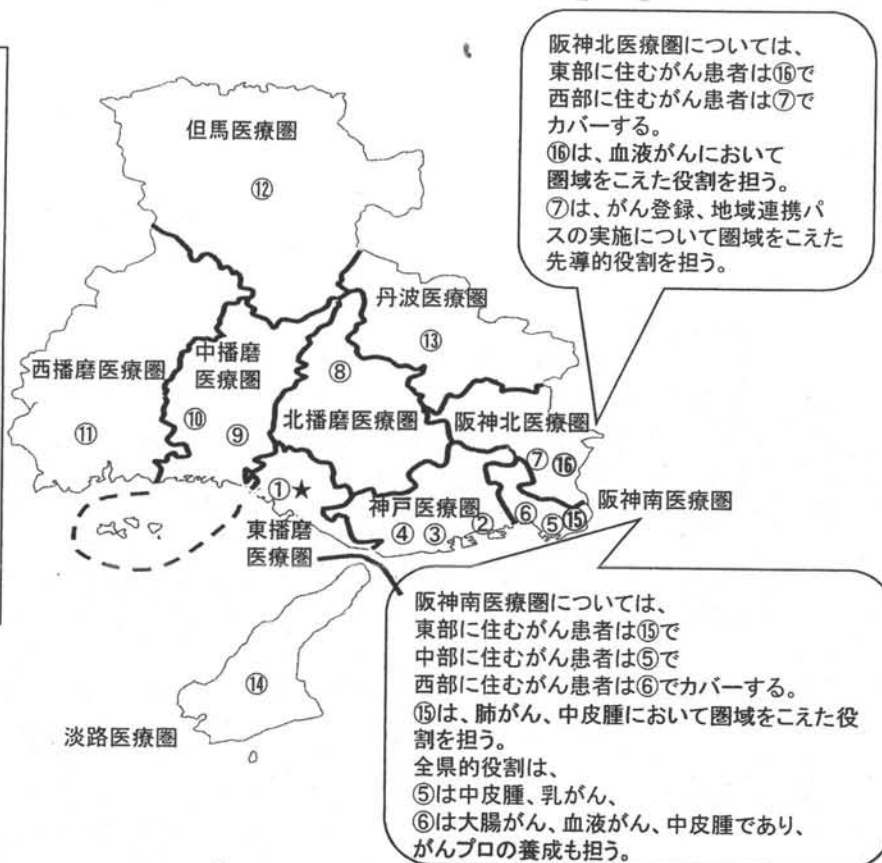 阪神北医療圏については、
東部に住むがん患者は⑯で
西部に住むがん患者は⑦で
カバーする。
⑯は、血液がんにおいて
圏域をこえた役割を担う。
⑦は、がん登録、地域連携パ
スの実施について圏域をこえた
先導的役割を担う。
但馬医療圏
⑫
丹波医療圏
⑬
西播磨医療圏
⑪
中播磨
医療圏
⑩
⑨
⑧
北播磨医療圏
阪神北医療圏
⑦ ⑯
①★
東播磨
医療圏
神戸医療圏
④ ③ ②
⑥ ⑤ ⑮
阪神南医療圏
⑭
淡路医療圏
阪神南医療圏については、
東部に住むがん患者は⑮で
中部に住むがん患者は⑤で
西部に住むがん患者は⑥でカバーする。
⑮は、肺がん、中皮腫において圏域をこえた役
割を担う。
全県的役割は、
⑤は中皮腫、乳がん、
⑥は大腸がん、血液がん、中皮腫であり、
がんプロの養成も担う。